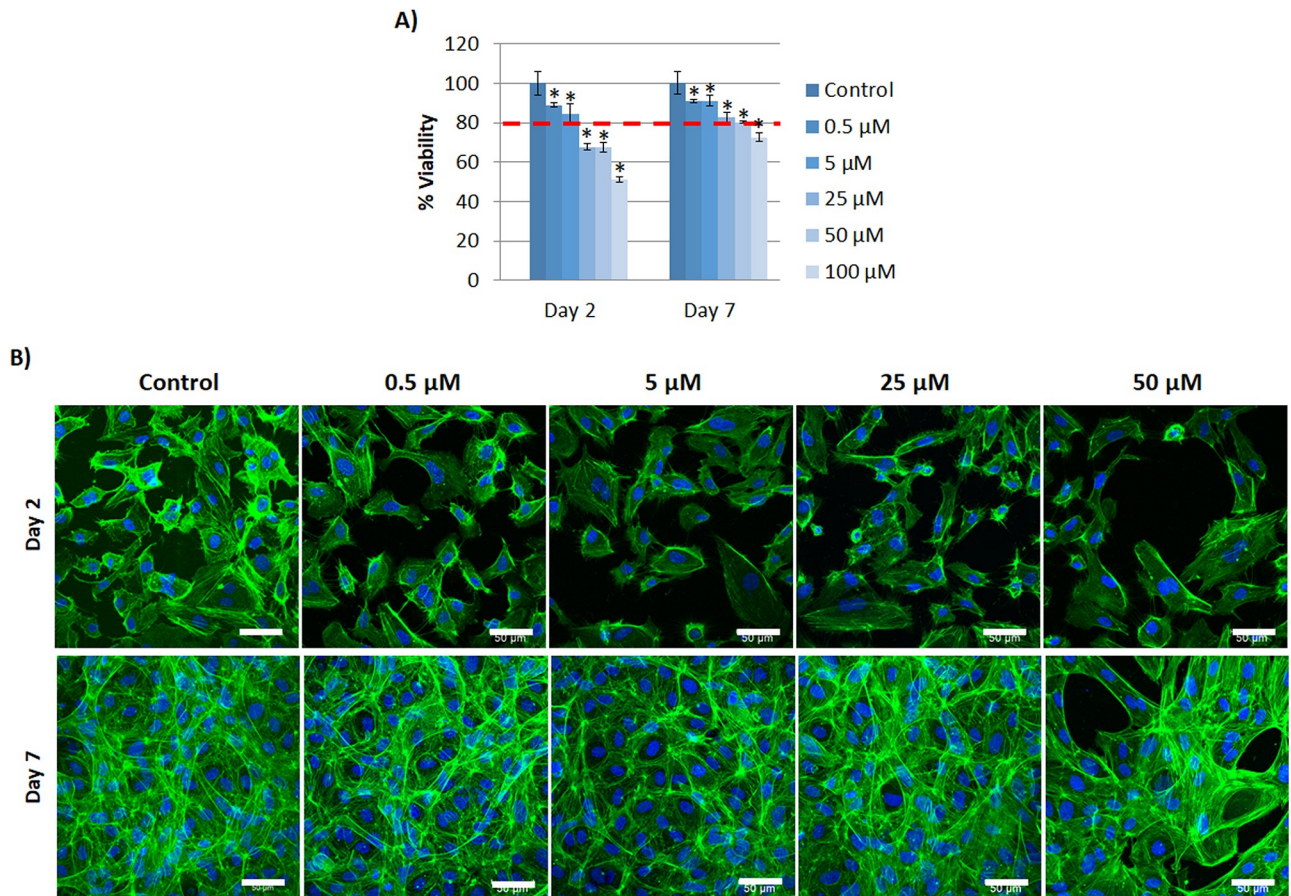 A)
120
100
80
60
40
20
0
% Viability
* * * * * * * * * *
Day 2 Day 7
Control
0.5 µM
5 µM
25 µM
50 µM
100 µM
B)
Control 0.5 µM 5 µM 25 µM 50 µM
Day 2
50 µm 50 µm 50 µm 50 µm
Day 7
50 µm 50 µm 50 µm 50 µm 50 µm